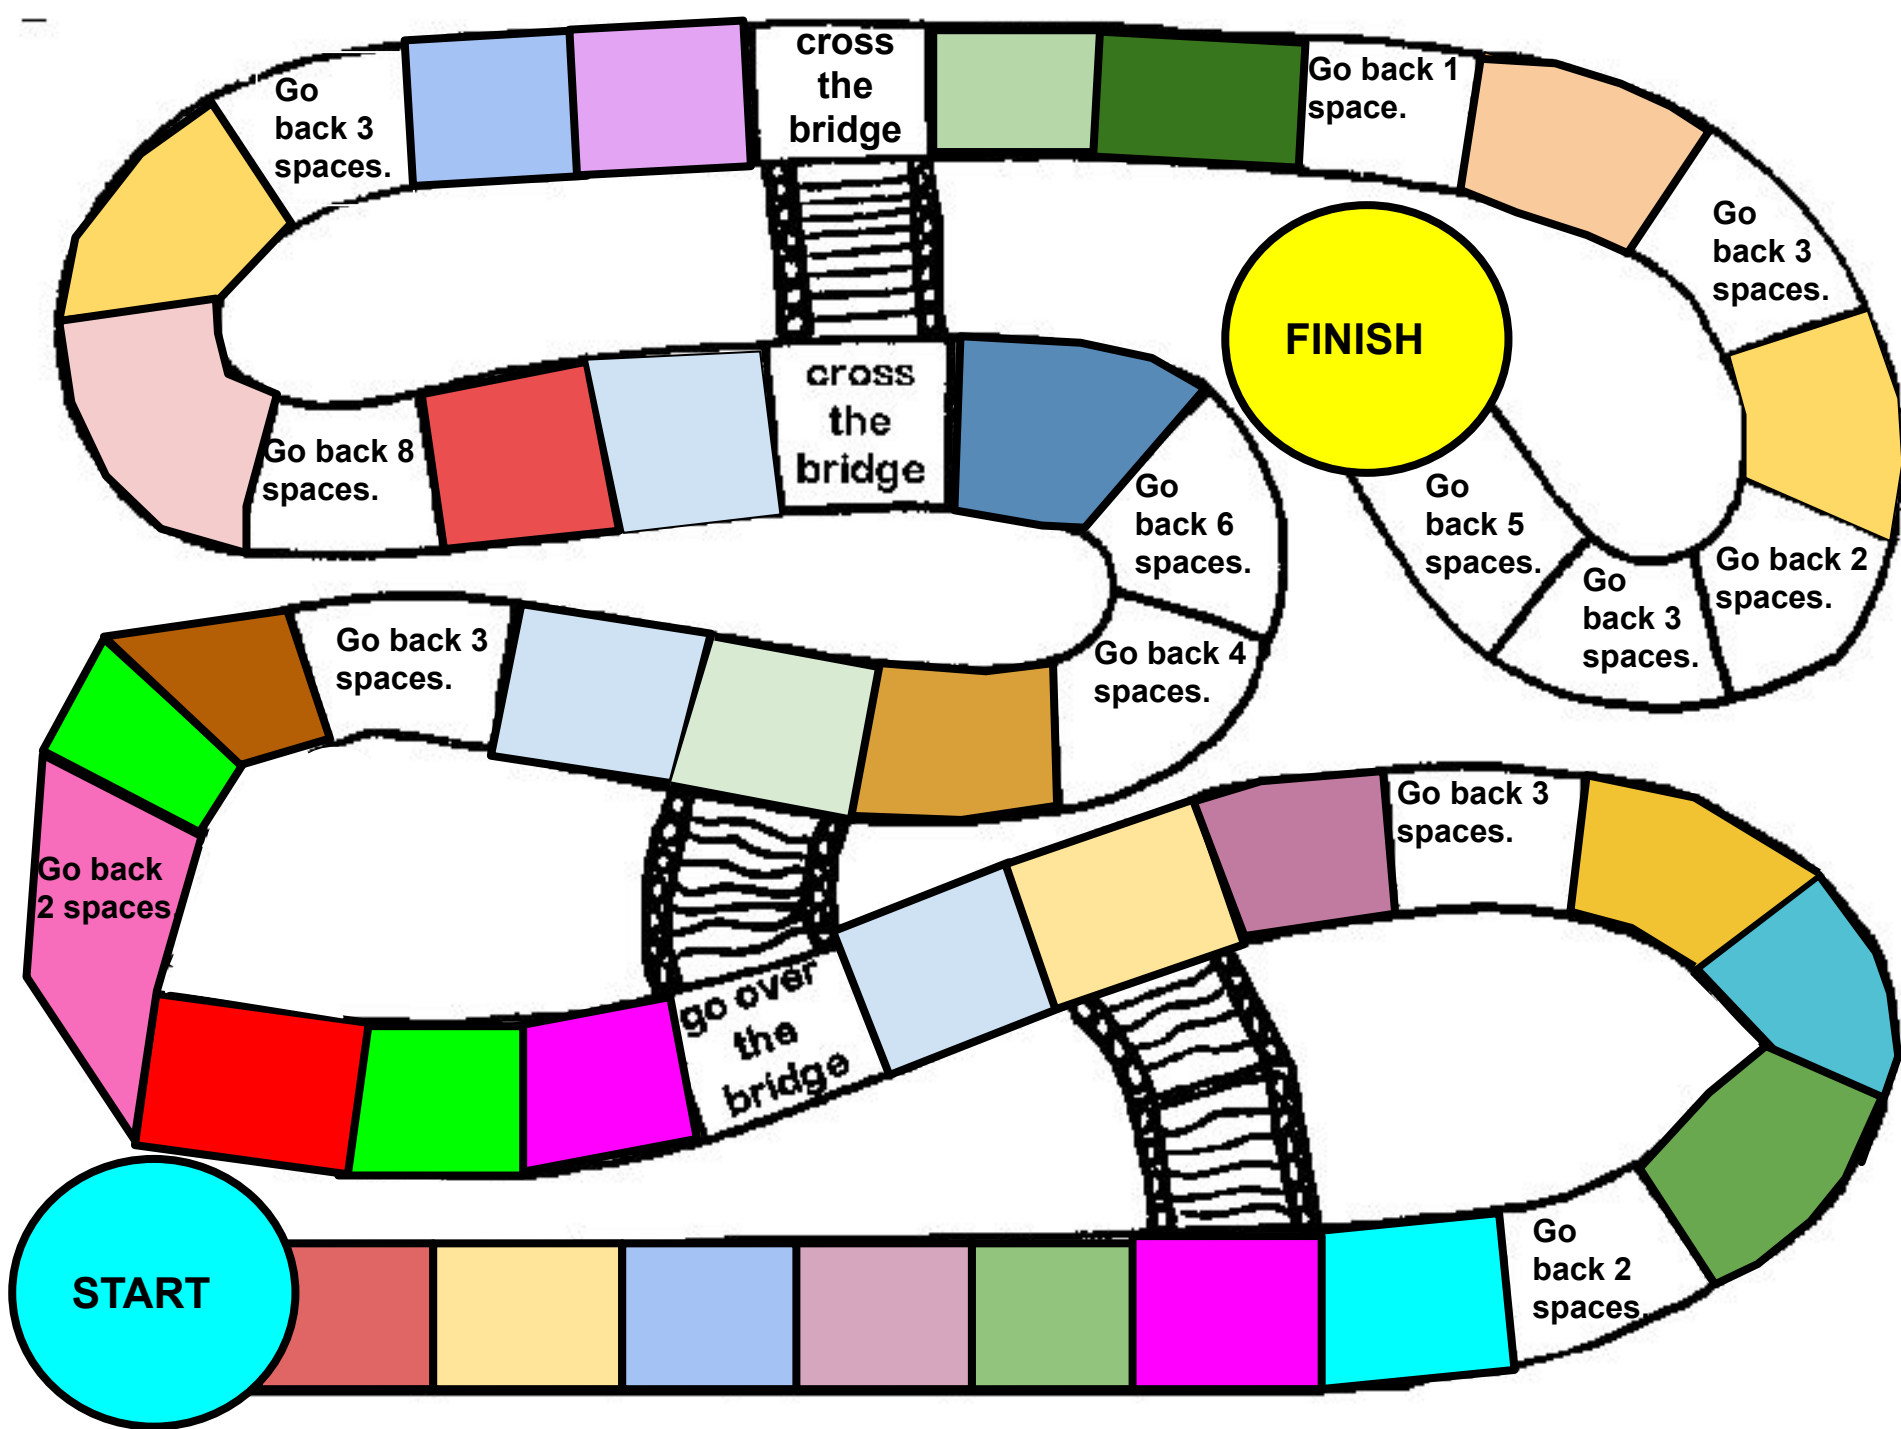 cross
the
bridge
Go back 1
space.
Go
back 3
spaces.
Go
back 3
spaces.
FINISH
cross
the
bridge
Go back 8
spaces.
Go
back 6
spaces.
Go
back 5
spaces.
Go
back 3
spaces.
Go back 2
spaces.
Go back 3
spaces.
Go back 4
spaces.
Go back 3
spaces.
Go back
2 spaces
go over
the
bridge
START
Go
back 2
spaces.